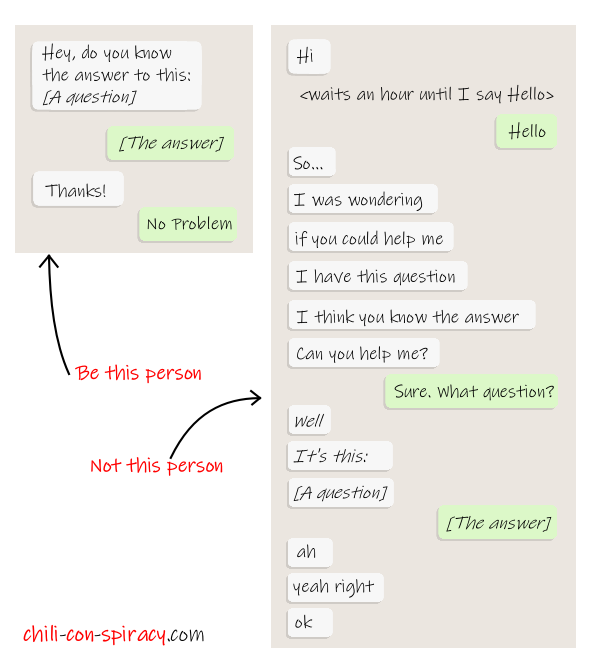 Hey, do you know
the answer to this:
[A question]
[The answer]
Thanks!
No Problem
Be this person
Not this person
Hi
<waits an hour until I say Hello>
Hello
So...
I was wondering
if you could help me
I have this question
I think you know the answer
Can you help me?
Sure. What question?
Well
It's this:
[A question]
[The answer]
ah
yeah right
ok
chili-con-spiracy.com